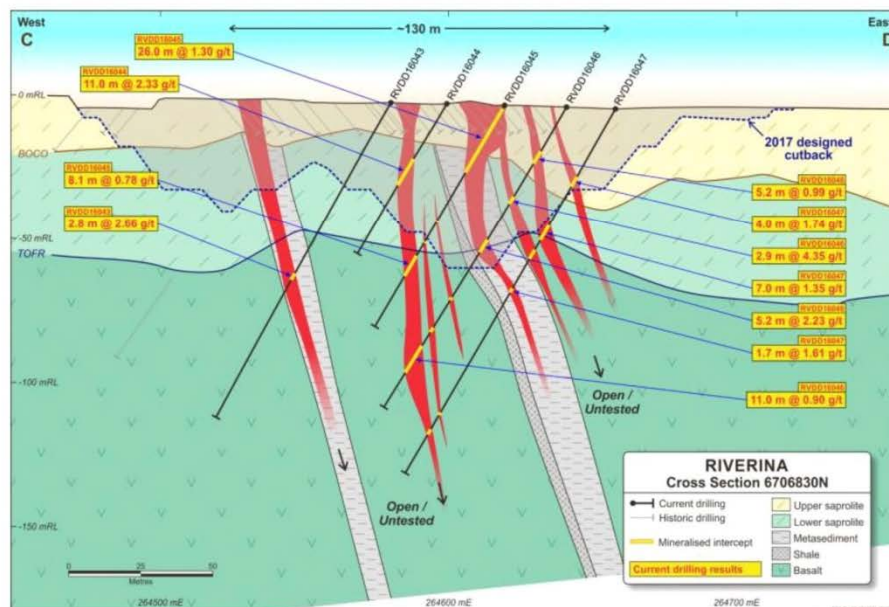 West
East
C
D
~130 m
RVDD16045
26.0 m @ 1.30 g/t
RVDD16044
11.0 m @ 2.33 g/t
RVDD16043
RVDD16044
RVDD16045
RVDD16046
RVDD16047
0 mRL
BOCO
2017 designed
cutback
8.1 m @ 0.78 g/t
RVDD16043
2.8 m @ 2.66 g/t
5.2 m @ 0.99 g/t
RVDD16047
4.0 m @ 1.74 g/t
RVDD16046
2.9 m @ 4.35 g/t
RVDD16047
7.0 m @ 1.35 g/t
5.2 m @ 2.23 g/t
RVDD16047
1.7 m @ 1.61 g/t
RVDD16046
11.0 m @ 0.90 g/t
-50 mRL
TOFR
-100 mRL
-150 mRL
Open /
Untested
Open /
Untested
0 25 50
Metres
264500 mE
264600 mE
264700 mE
RIVERINA
Cross Section 6706830N
Current drilling
Historic drilling
Mineralised intercept
Current drilling results
Upper saprolite
Lower saprolite
Metasediment
Shale
Basalt